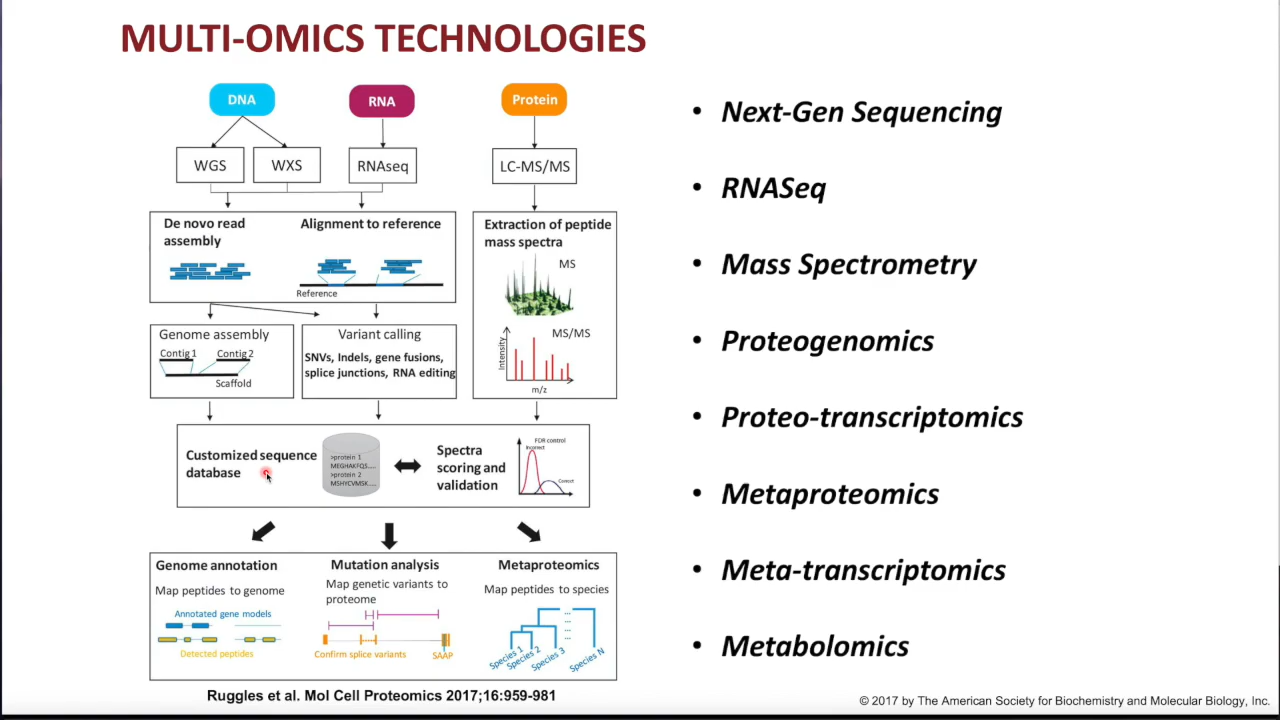 MULTI-OMICS TECHNOLOGIES
DNA
RNA
Protein
WGS
WXS
RNAseq
LC-MS/MS
De novo read
assembly
Alignment to reference
Reference
Extraction of peptide
mass spectra
MS
MS/MS
Intensity
m/z
Genome assembly
Contig 1
Contig 2
Scaffold
Variant calling
SNVs, Indels, gene fusions,
splice junctions, RNA editing
Customized sequence
database
>protein 1
MEGHAKFQS.....
>protein 2
MSHYCVMSK.....
Spectra
scoring and
validation
FDR control
Incorrect
Correct
Genome annotation
Map peptides to genome
Annotated gene models
Detected peptides
Mutation analysis
Map genetic variants to
proteome
Confirm splice variants
SAAP
Metaproteomics
Map peptides to species
...
...
...
Species 1
Species 2
Species 3
Species N
Ruggles et al. Mol Cell Proteomics 2017;16:959-981
• Next-Gen Sequencing
• RNASeq
• Mass Spectrometry
• Proteogenomics
• Proteo-transcriptomics
• Metaproteomics
• Meta-transcriptomics
• Metabolomics
© 2017 by The American Society for Biochemistry and Molecular Biology, Inc.